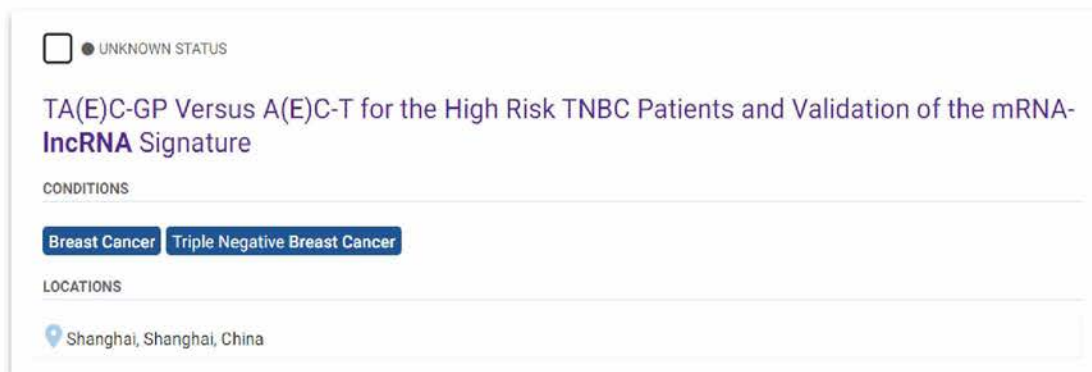 UNKNOWN STATUS
TA(E)C-GP Versus A(E)C-T for the High Risk TNBC Patients and Validation of the mRNA-
lncRNA Signature
CONDITIONS
Breast Cancer Triple Negative Breast Cancer
LOCATIONS
Shanghai, Shanghai, China